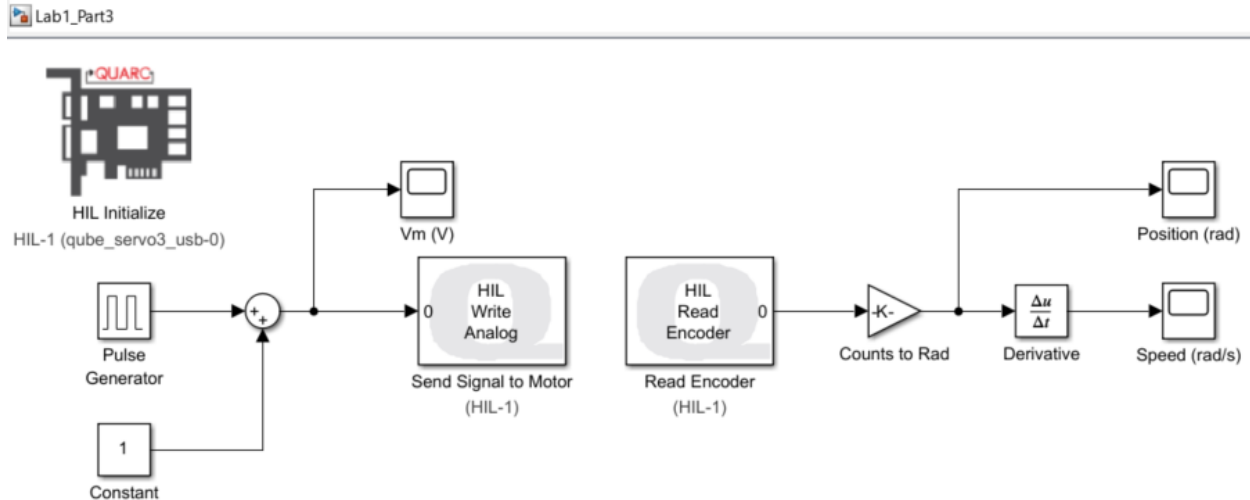 Lab1_Part3
QUARC
HIL Initialize
HIL-1 (qube_servo3_usb-0)
Vm (V)
Position (rad)
Pulse
Generator
+
+
0
HIL
Write
Analog
Send Signal to Motor
(HIL-1)
HIL
Read
Encoder
0
Read Encoder
(HIL-1)
-K-
Counts to Rad
Δu
Δt
Derivative
Speed (rad/s)
1
Constant